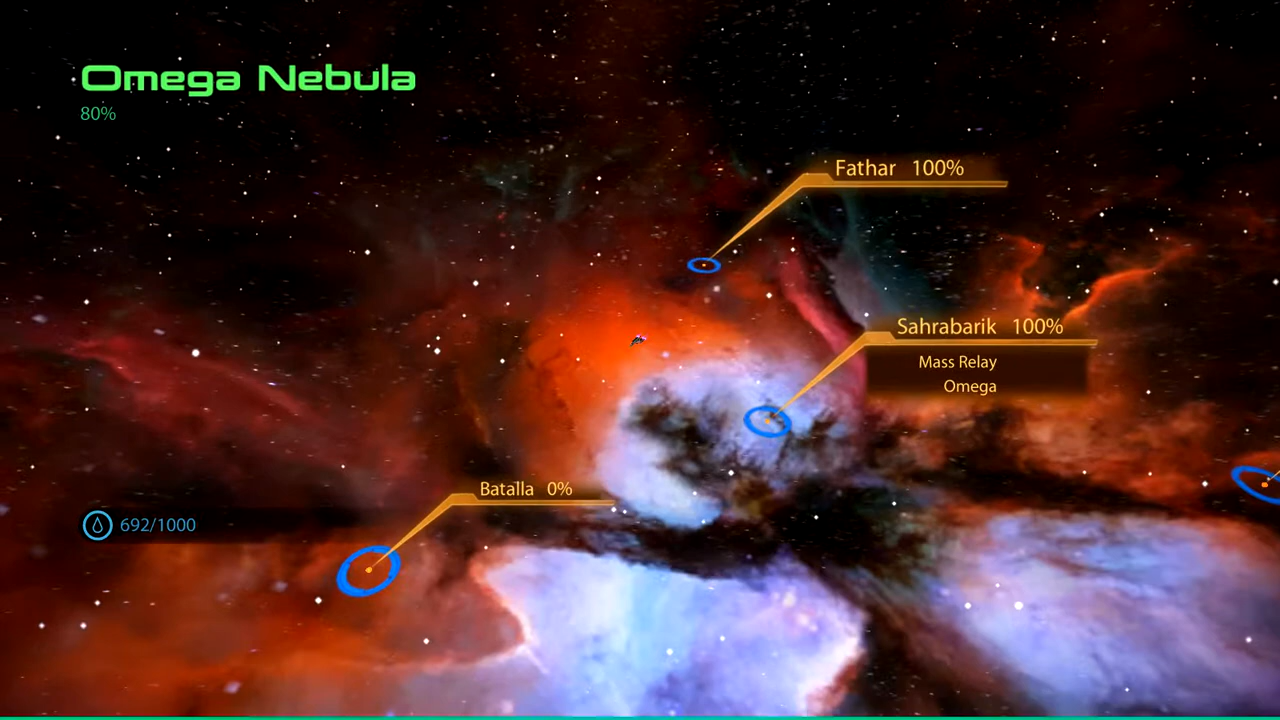 Omega Nebula
80%
Fathar 100%
Sahrabarik 100%
Mass Relay
Omega
Batalla 0%
692/1000